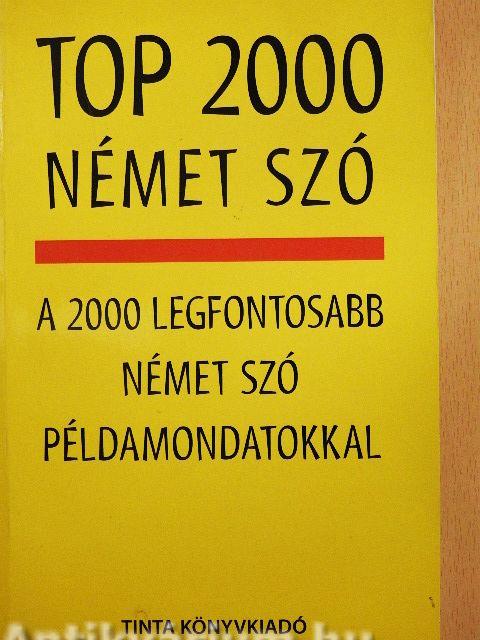 TOP 2000
NÉMET SZÓ
A 2000 LEGFONTOSABB
NÉMET SZÓ
PÉLDAMONDATOKKAL
TINTA KÖNYVKIADÓ